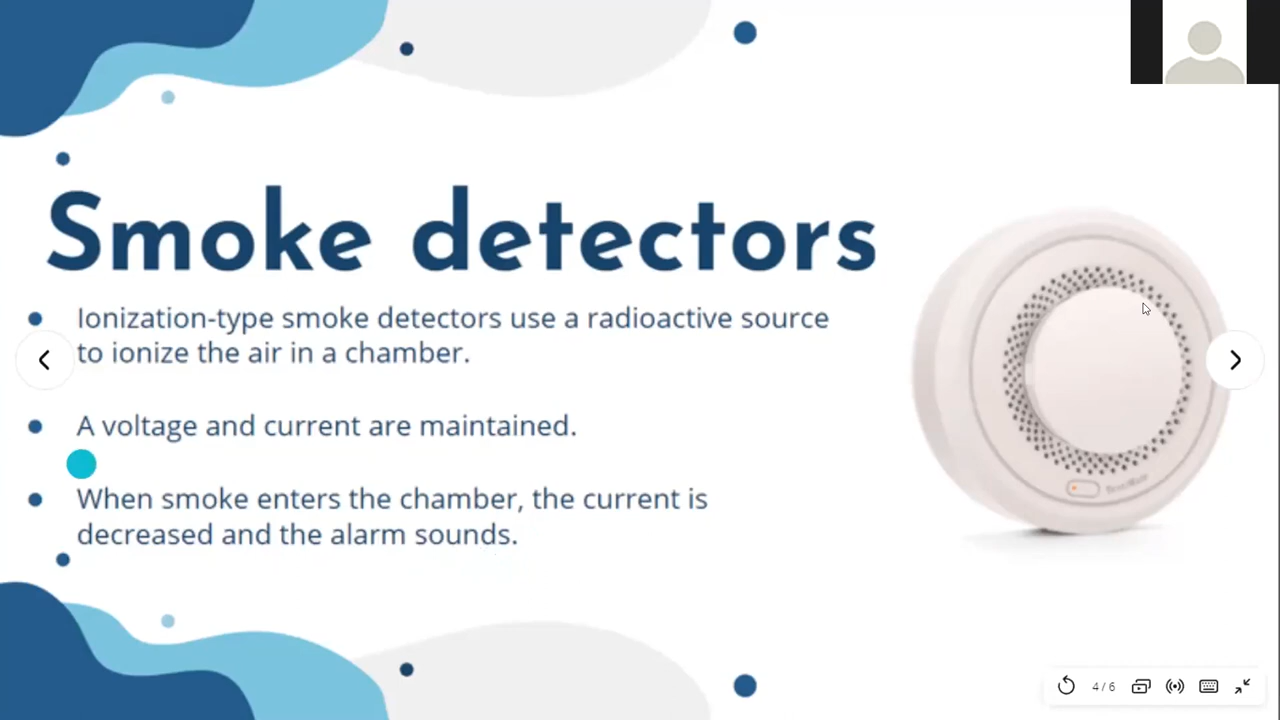 Smoke detectors
Ionization-type smoke detectors use a radioactive source
to ionize the air in a chamber.
A voltage and current are maintained.
When smoke enters the chamber, the current is
decreased and the alarm sounds.
4 / 6